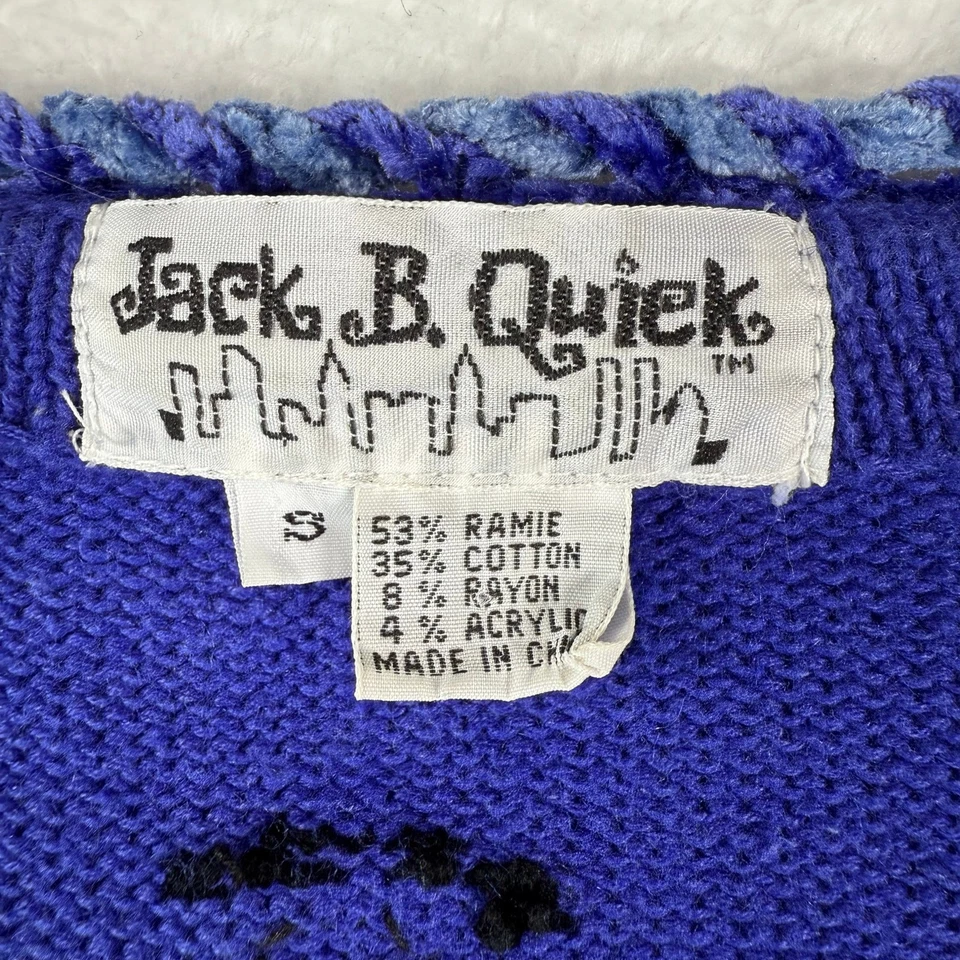 Jack B. Quick
TM
S
53% RAMIE
35% COTTON
8% RAYON
4% ACRYLIC
MADE IN